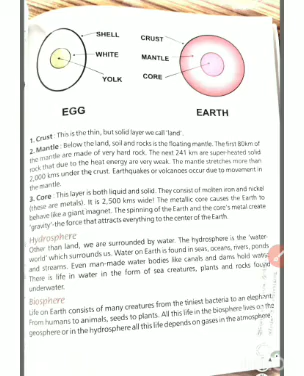 SHELL
CRUST
WHITE
MANTLE
CORE
YOLK
EGG
EARTH
1. Crust : This is the thin, but solid layer we call 'land'.
2. Mantle : Below the land, soil and rocks is the floating mantle. The first 80km of
the mantle are made of very hard rock. The next 241 km are super-heated solid
rock that due to the heat energy are very weak. The mantle stretches more than
2,000 kms under the crust. Earthquakes or volcanoes occur due to movement in
the mantle.
3. Core : This layer is both liquid and solid. They consist of molten iron and nickel
(these are metals). It is 2,500 kms wide! The metallic core causes the Earth to
behave like a giant magnet. The spinning of the Earth and the core's metal create
'gravity'-the force that attracts everything to the center of the Earth.
Hydrosphere
Other than land, we are surrounded by water. The hydrosphere is the 'water-
world' which surrounds us. Water on Earth is found in seas, oceans, rivers, ponds
and streams. Even man-made water bodies like canals and dams hold water.
There is life in water in the form of sea creatures, plants and rocks found
underwater.
Biosphere
Life on Earth consists of many creatures from the tiniest bacteria to an elephant.
From humans to animals, seeds to plants. All this life in the biosphere lives on the
geosphere or in the hydrosphere all this life depends on gases in the atmosphere.